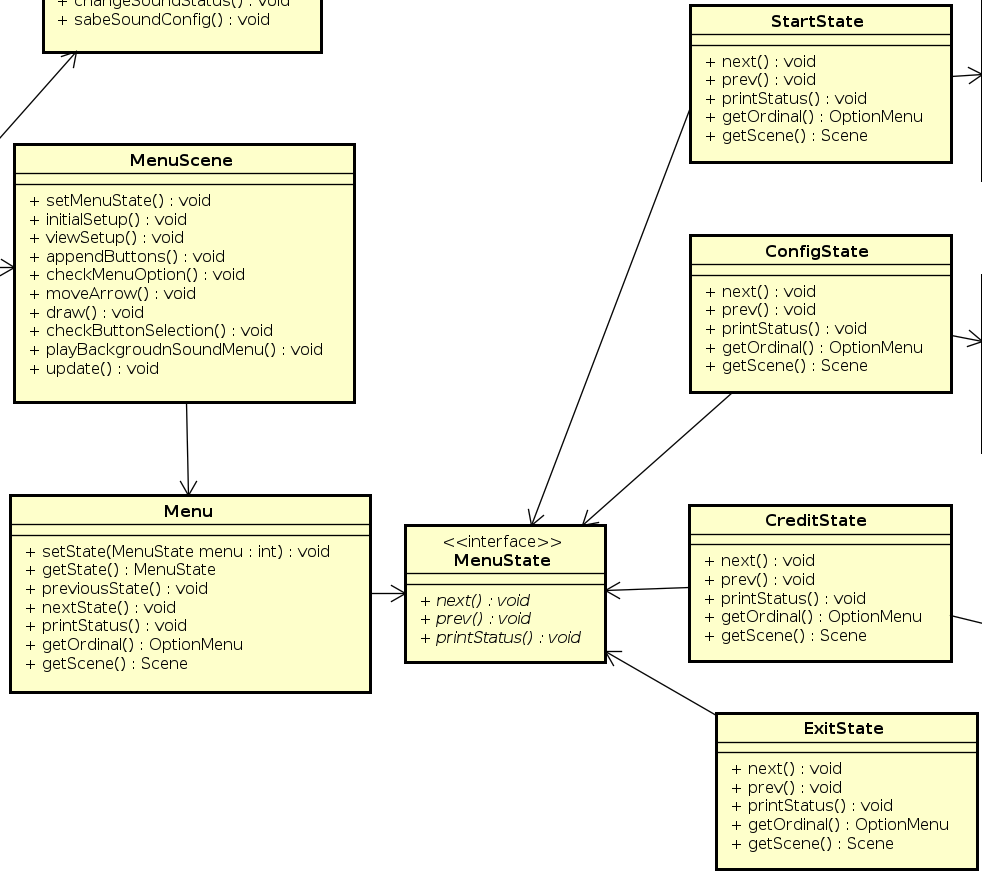 + changeSoundStatus() : void
+ sabeSoundConfig() : void
MenuScene
+ setMenuState() : void
+ initialSetup() : void
+ viewSetup() : void
+ appendButtons() : void
+ checkMenuOption() : void
+ moveArrow() : void
+ draw() : void
+ checkButtonSelection() : void
+ playBackgroudnSoundMenu() : void
+ update() : void
Menu
+ setState(MenuState menu : int) : void
+ getState() : MenuState
+ previousState() : void
+ nextState() : void
+ printStatus() : void
+ getOrdinal() : OptionMenu
+ getScene() : Scene
<<interface>>
MenuState
+ next() : void
+ prev() : void
+ printStatus() : void
StartState
+ next() : void
+ prev() : void
+ printStatus() : void
+ getOrdinal() : OptionMenu
+ getScene() : Scene
ConfigState
+ next() : void
+ prev() : void
+ printStatus() : void
+ getOrdinal() : OptionMenu
+ getScene() : Scene
CreditState
+ next() : void
+ prev() : void
+ printStatus() : void
+ getOrdinal() : OptionMenu
+ getScene() : Scene
ExitState
+ next() : void
+ prev() : void
+ printStatus() : void
+ getOrdinal() : OptionMenu
+ getScene() : Scene